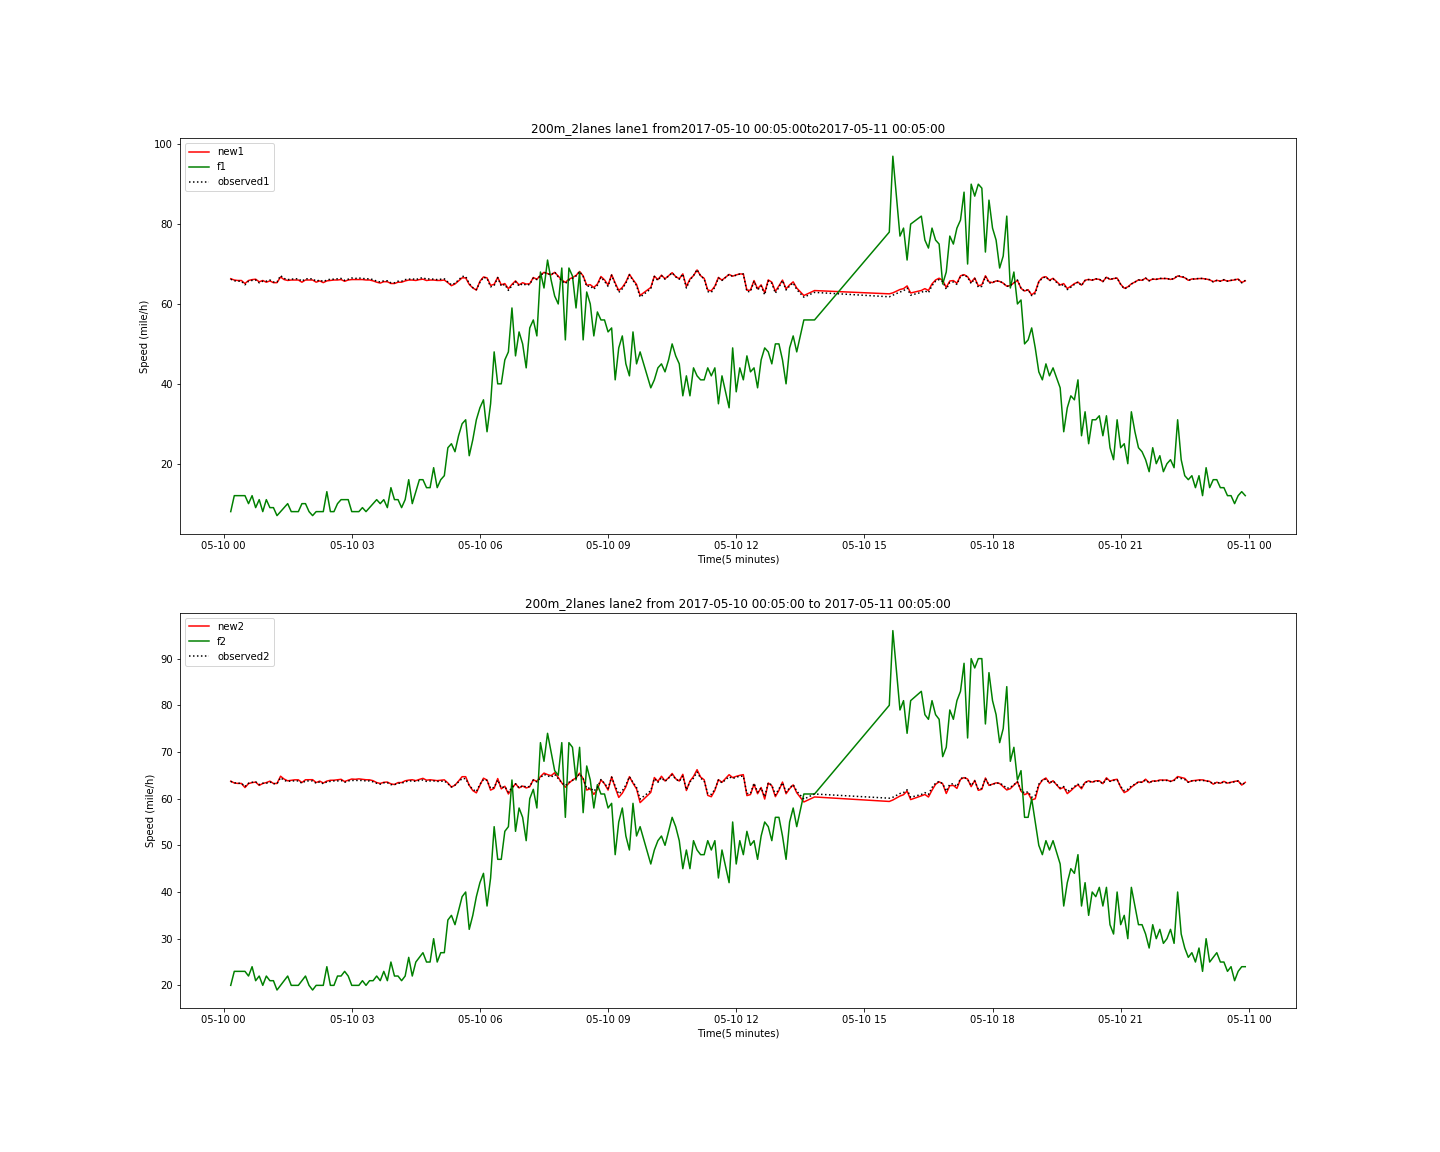 200m_2lanes lane1 from2017-05-10 00:05:00to2017-05-11 00:05:00
new1
f1
observed1
100
80
60
40
20
Speed (mile/h)
05-10 00 05-10 03 05-10 06 05-10 09 05-10 12 05-10 15 05-10 18 05-10 21 05-11 00
Time(5 minutes)
200m_2lanes lane2 from 2017-05-10 00:05:00 to 2017-05-11 00:05:00
new2
f2
observed2
90
80
70
60
50
40
30
20
Speed (mile/h)
05-10 00 05-10 03 05-10 06 05-10 09 05-10 12 05-10 15 05-10 18 05-10 21 05-11 00
Time(5 minutes)